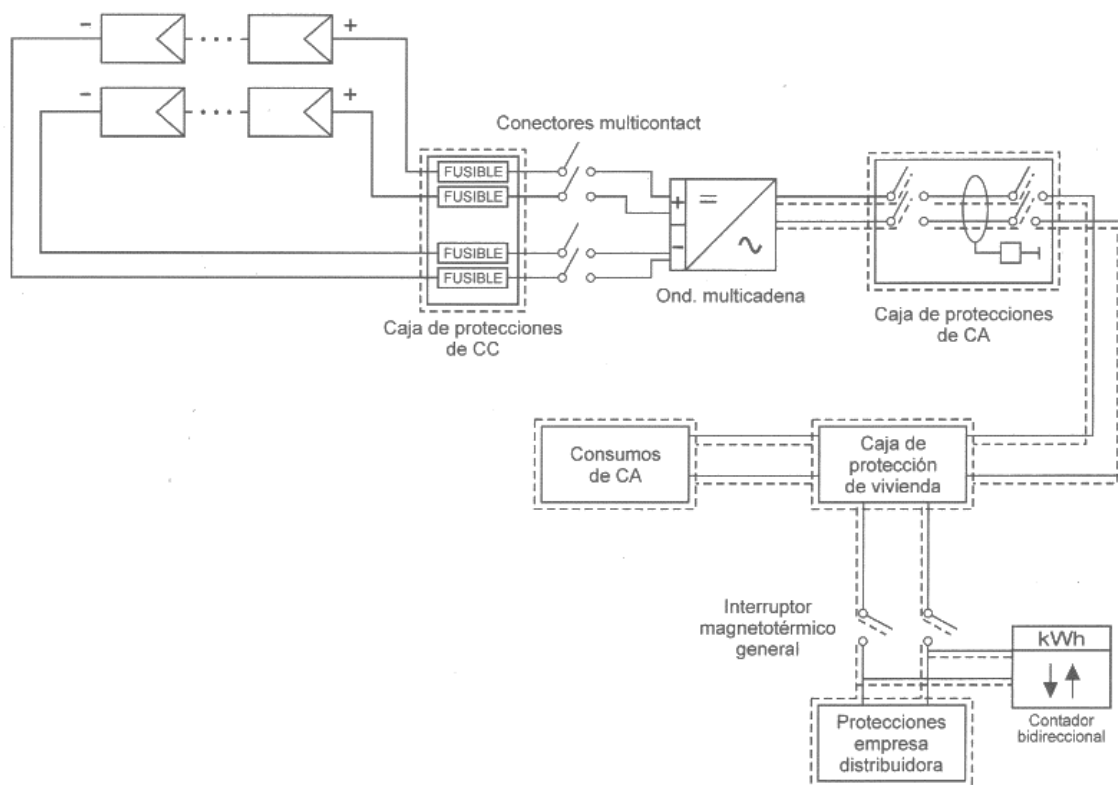 - +
- +
Conectores multicontact
FUSIBLE
FUSIBLE
FUSIBLE
FUSIBLE
+
-
Caja de protecciones
de CC
Ond. multicadena
Caja de protecciones
de CA
Consumos
de CA
Caja de
protección
de vivienda
Interruptor
magnetotérmico
general
kWh
Contador
bidireccional
Protecciones
empresa
distribuidora